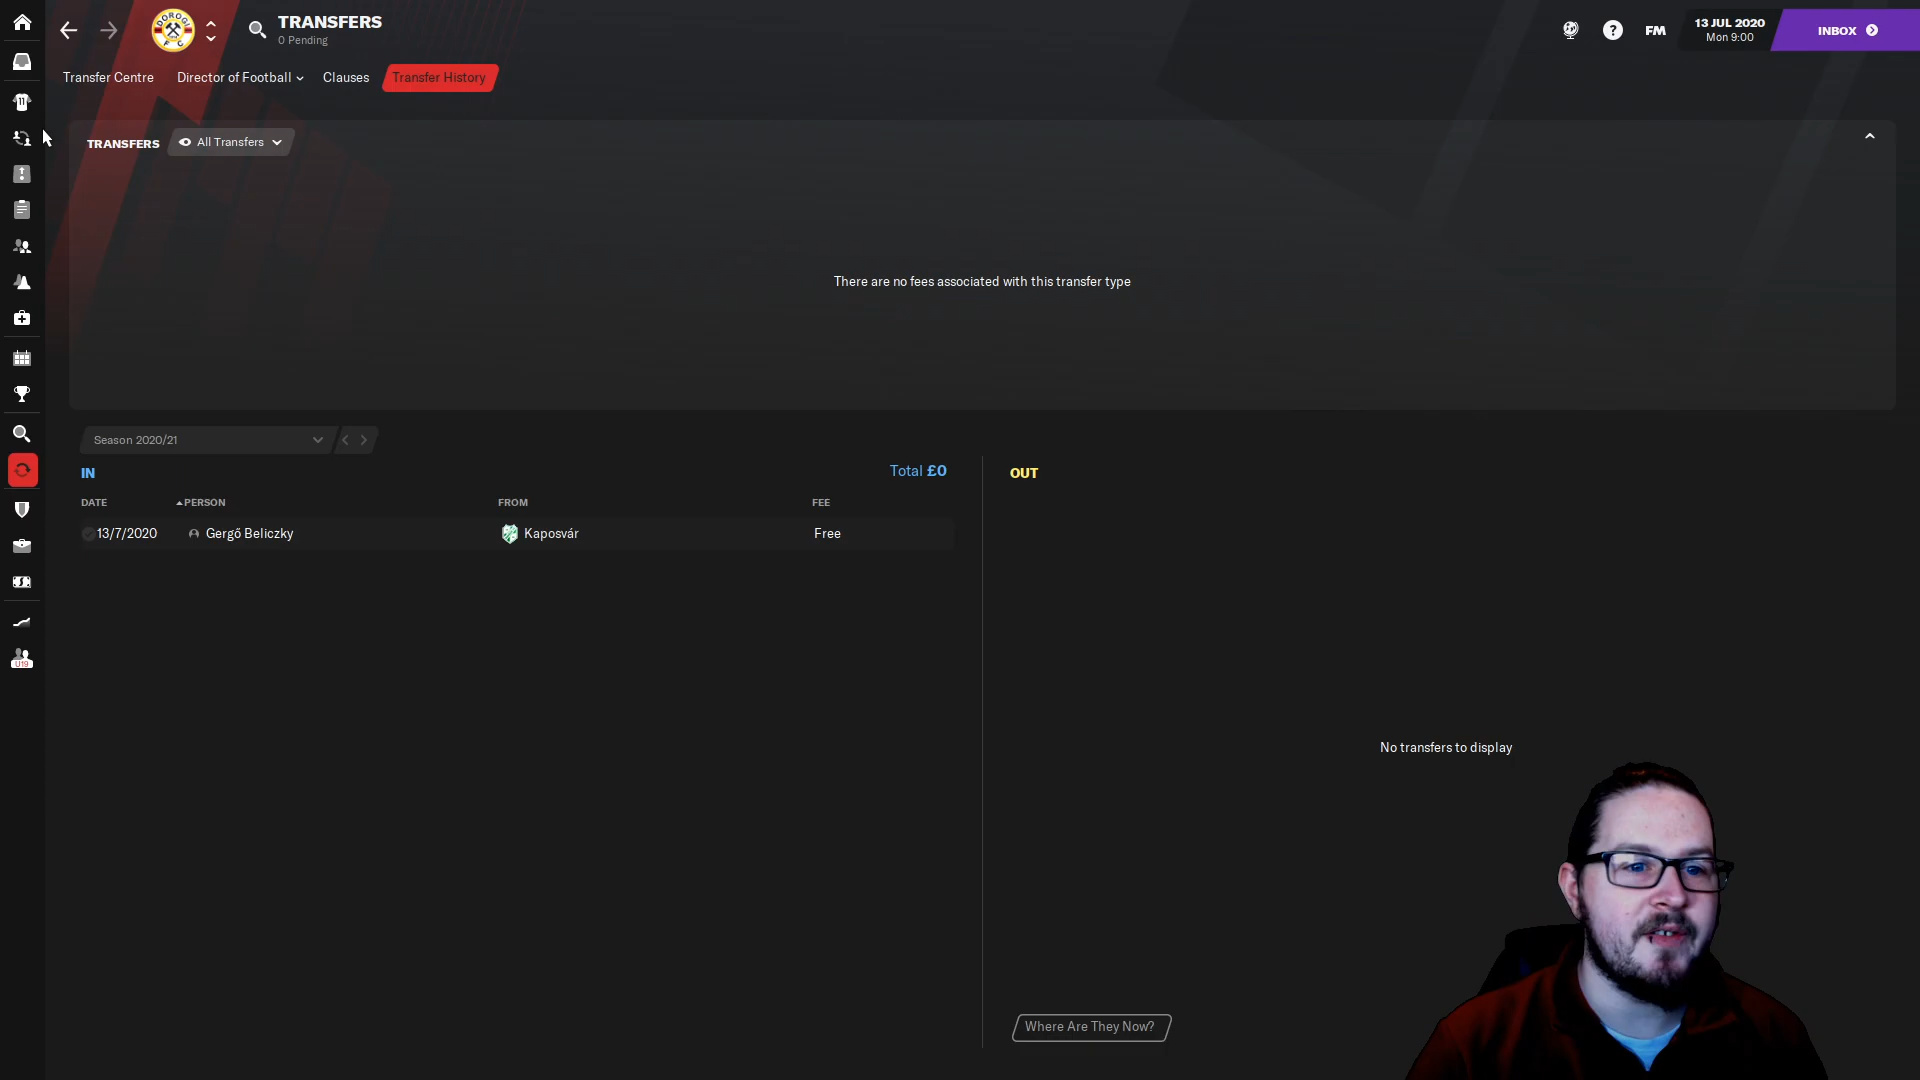 TRANSFERS
0 Pending
FM
13 JUL 2020
Mon 9:00
INBOX
Transfer Centre
Director of Football
Clauses
Transfer History
TRANSFERS
All Transfers
There are no fees associated with this transfer type
Season 2020/21
IN
Total £0
OUT
DATE
PERSON
FROM
FEE
13/7/2020
Gergő Beliczky
Kaposvár
Free
No transfers to display
Where Are They Now?
DOROGI
F C
11
U19